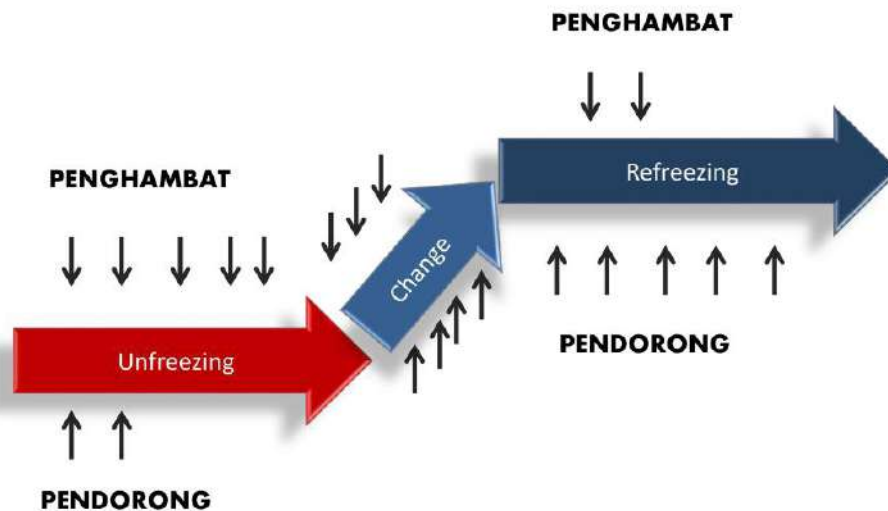 PENGHAMBAT
Refreezing
PENGHAMBAT
Change
PENDORONG
Unfreezing
PENDORONG